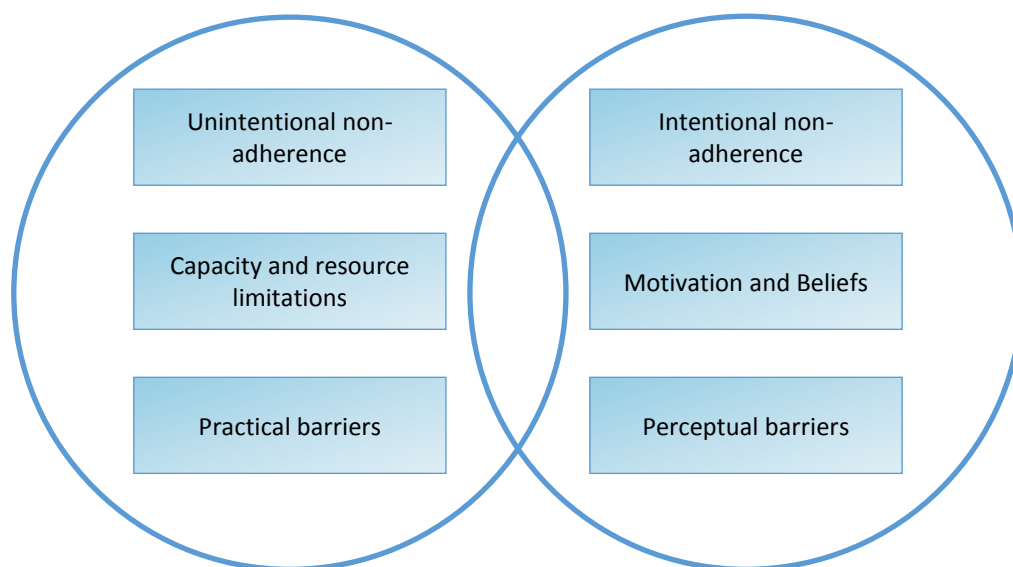 Unintentional non-
adherence
Intentional non-
adherence
Capacity and resource
limitations
Motivation and Beliefs
Practical barriers
Perceptual barriers